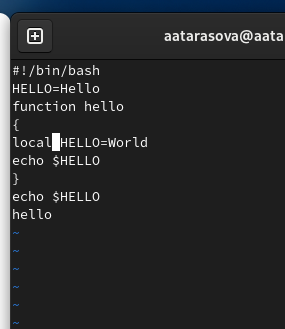 aatarasova@aata
#!/bin/bash
HELLO=Hello
function hello
{
local HELLO=World
echo $HELLO
}
echo $HELLO
hello
~
~
~
~
~
~